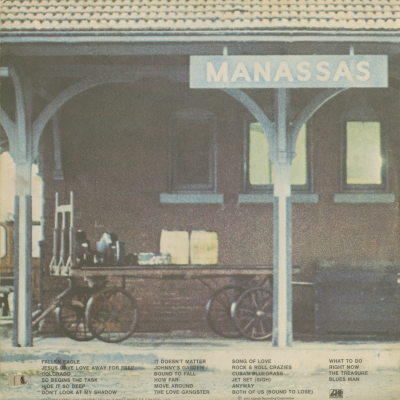 MANASSAS
FALLEN EAGLE
JESUS GAVE LOVE AWAY FOR FREE
COLORADO
SO BEGINS THE TASK
HIDE IT SO DEEP
DON'T LOOK AT MY SHADOW
IT DOESN'T MATTER
JOHNNY'S GARDEN
BOUND TO FALL
HOW FAR
MOVE AROUND
THE LOVE GANGSTER
SONG OF LOVE
ROCK & ROLL CRAZIES
CUBAN BLUEGRASS
JET SET (SIGH)
ANYWAY
BOTH OF US (BOUND TO LOSE)
WHAT TO DO
RIGHT NOW
THE TREASURE
BLUES MAN